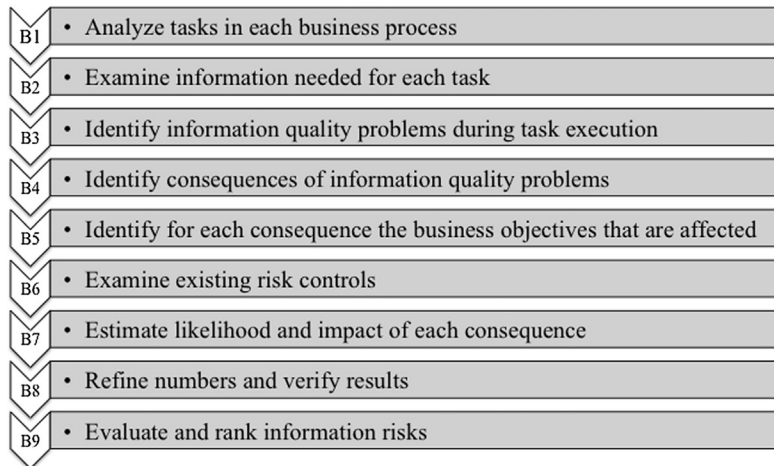 B1 • Analyze tasks in each business process
B2 • Examine information needed for each task
B3 • Identify information quality problems during task execution
B4 • Identify consequences of information quality problems
B5 • Identify for each consequence the business objectives that are affected
B6 • Examine existing risk controls
B7 • Estimate likelihood and impact of each consequence
B8 • Refine numbers and verify results
B9 • Evaluate and rank information risks